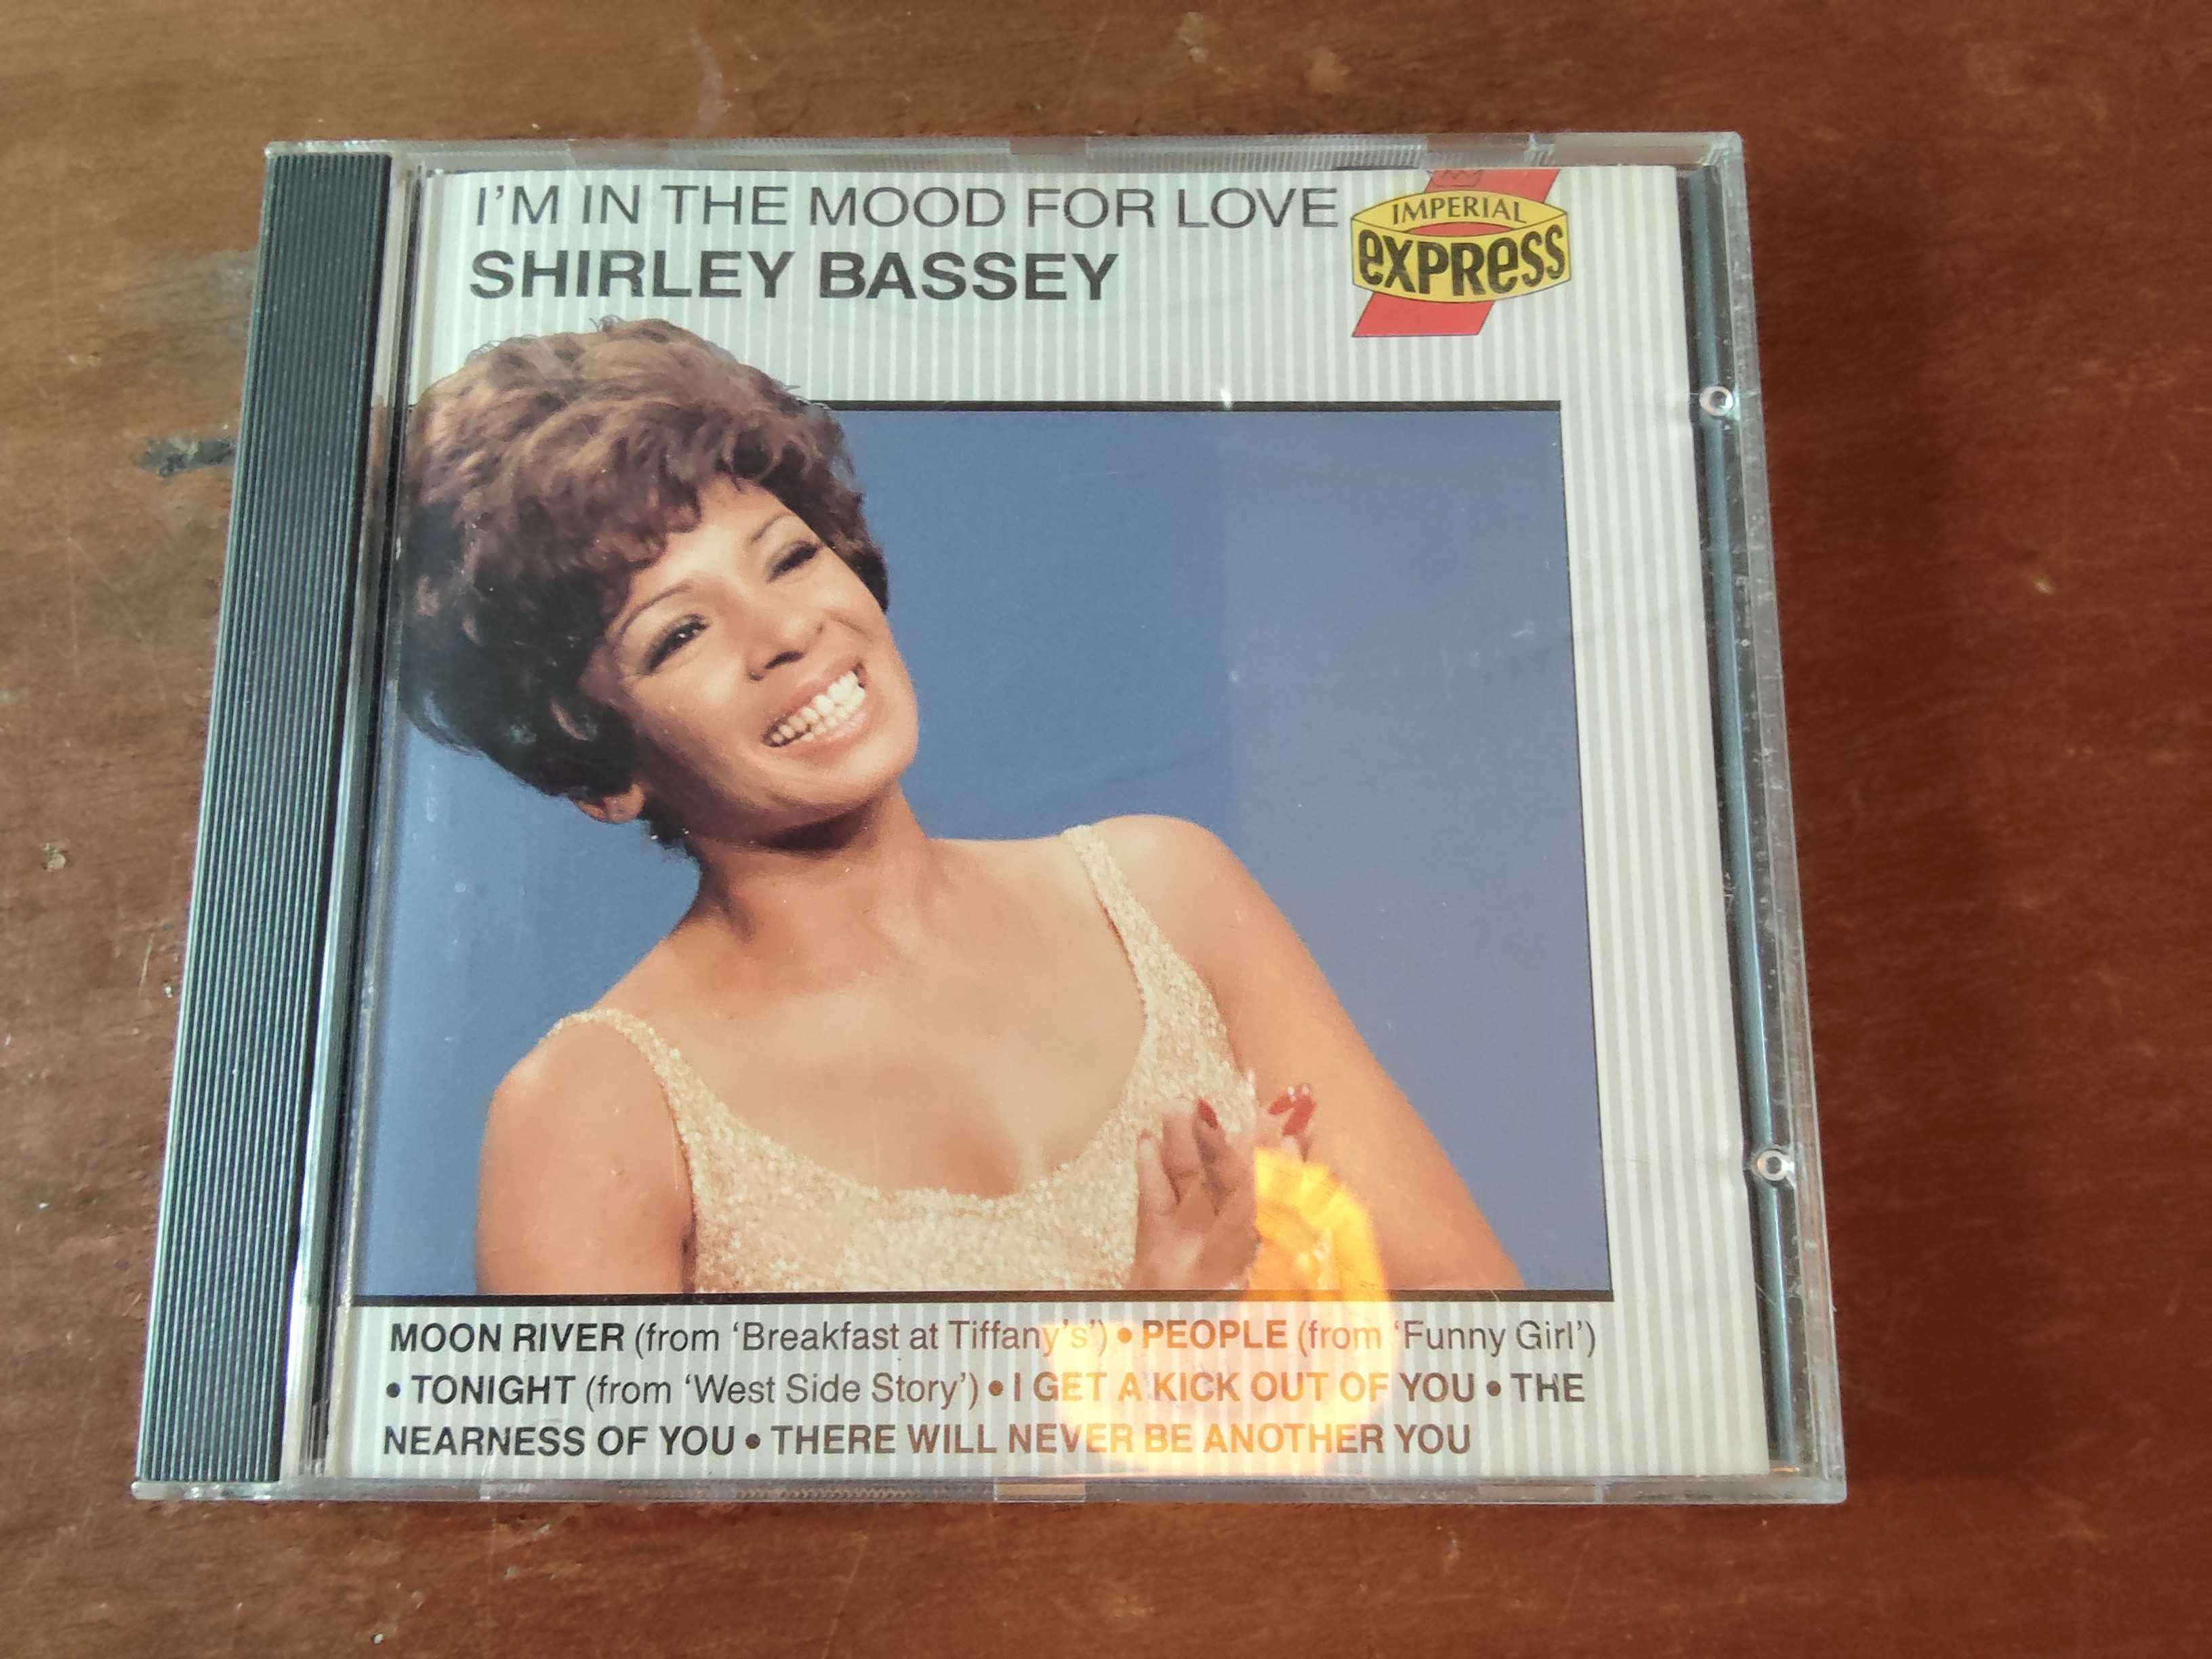 I'M IN THE MOOD FOR LOVE
SHIRLEY BASSEY
IMPERIAL
exPRess
MOON RIVER (from ‘Breakfast at Tiffany’s’) • PEOPLE (from ‘Funny Girl’)
• TONIGHT (from ‘West Side Story’) • I GET A KICK OUT OF YOU • THE
NEARNESS OF YOU • THERE WILL NEVER BE ANOTHER YOU